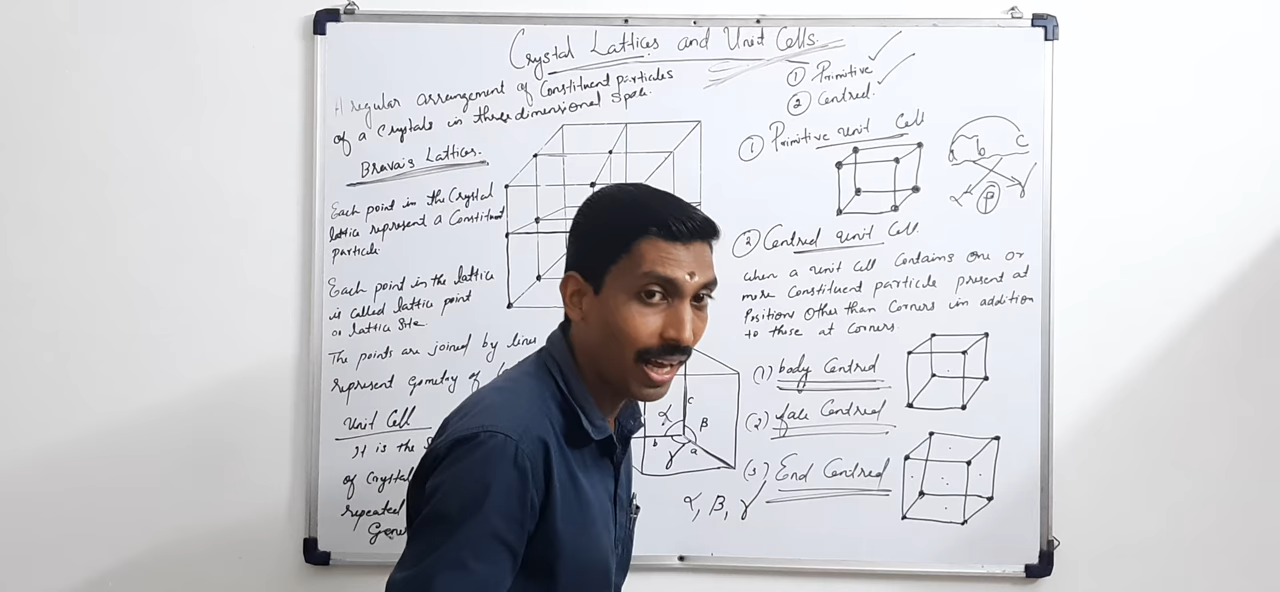 Crystal Lattices and Unit Cells.
A regular arrangement of Constituent particles
of a Crystals in three dimensional Space.
Bravais Lattices.
Each point in the Crystal
lattice represent a Constituent
particle.
Each point in the lattice
is called lattice point
or lattice Site.
The points are joined by lines
represent Gometry of
Unit Cell
It is the
of Crystal
repeated
c
α
β
b
a
γ
α, β, γ
① Primitive
② Centred.
① Primitive unit Cell
a b c
α P γ
② Centred unit Cell.
when a unit cell contains one or
more Constituent particle present at
Positions Other than Corners in addition
to those at Corners.
(1) body Centred
(2) face Centred
(3) End Centred